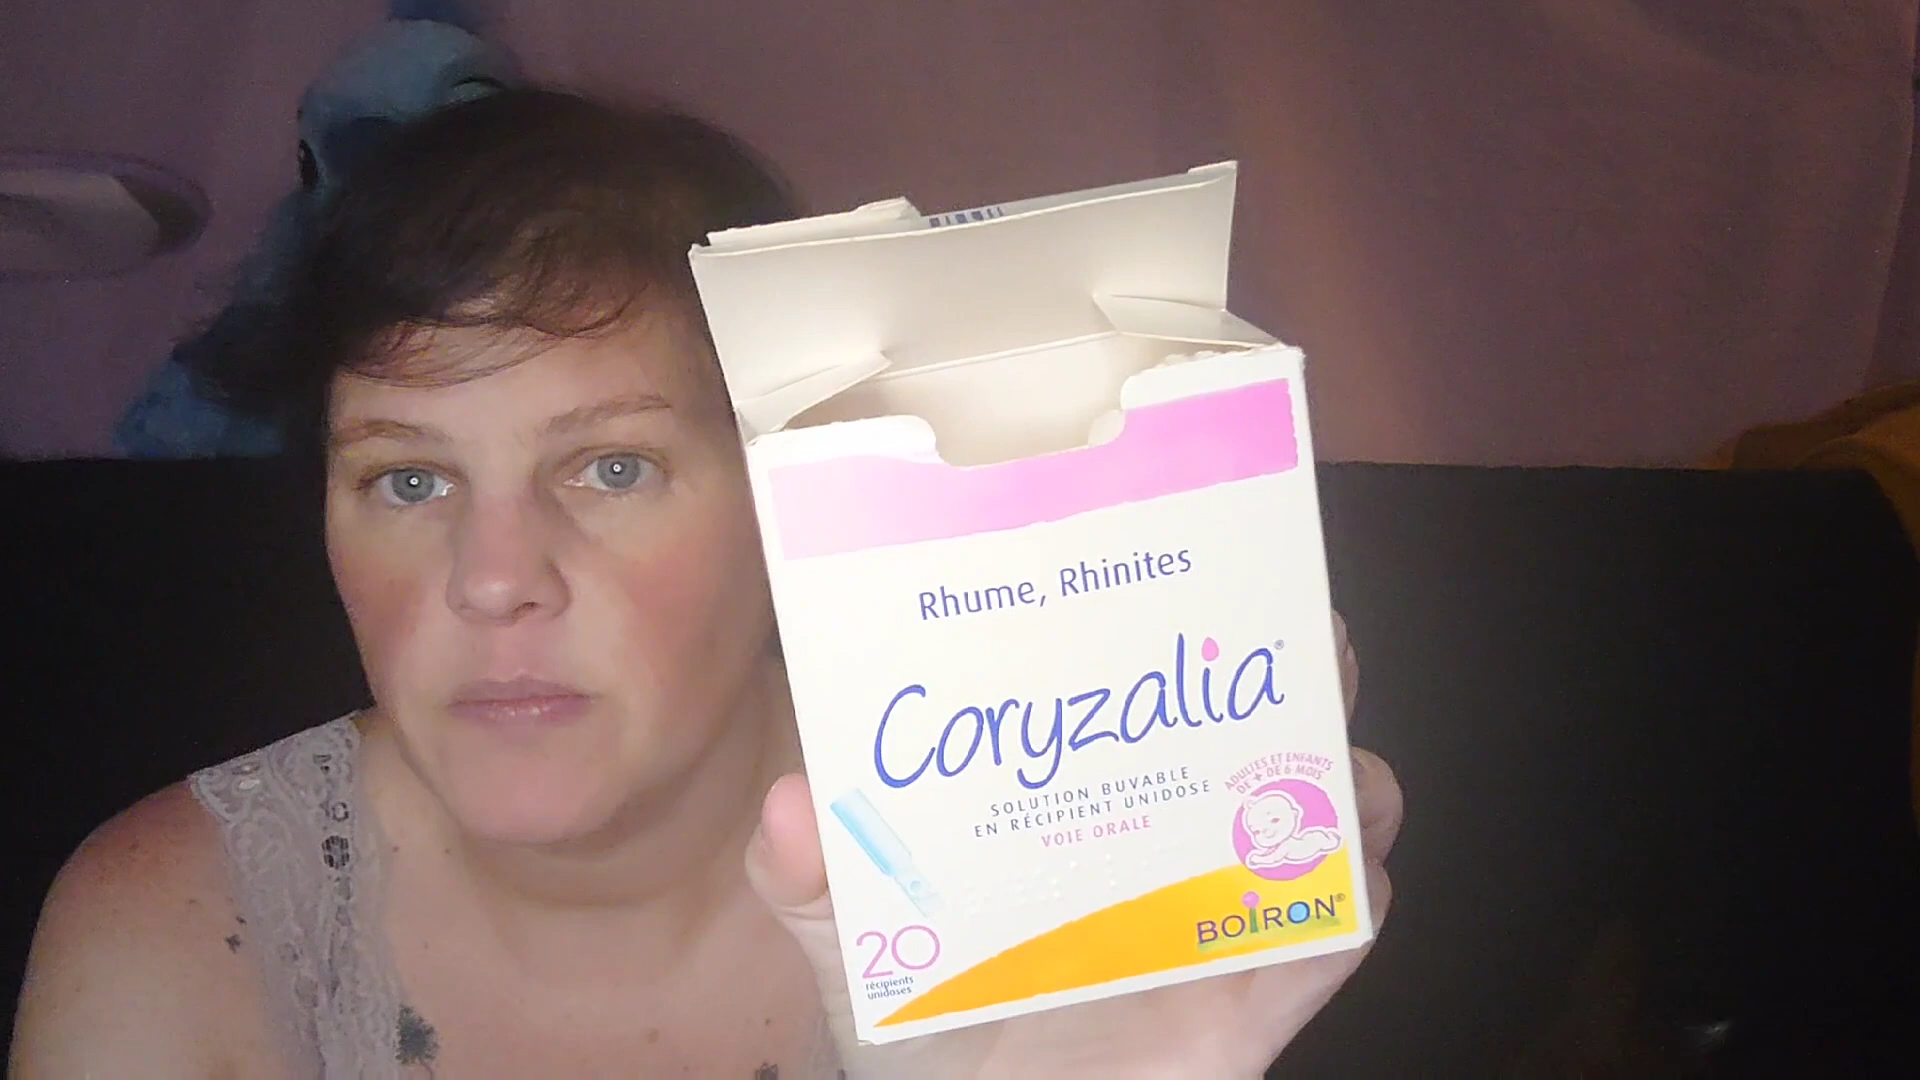 Rhume, Rhinites
Coryzalia®
SOLUTION BUVABLE
EN RÉCIPIENT UNIDOSE
VOIE ORALE
ADULTES ET ENFANTS
DE + DE 6 MOIS
20
récipients
unidoses
BOIRON®